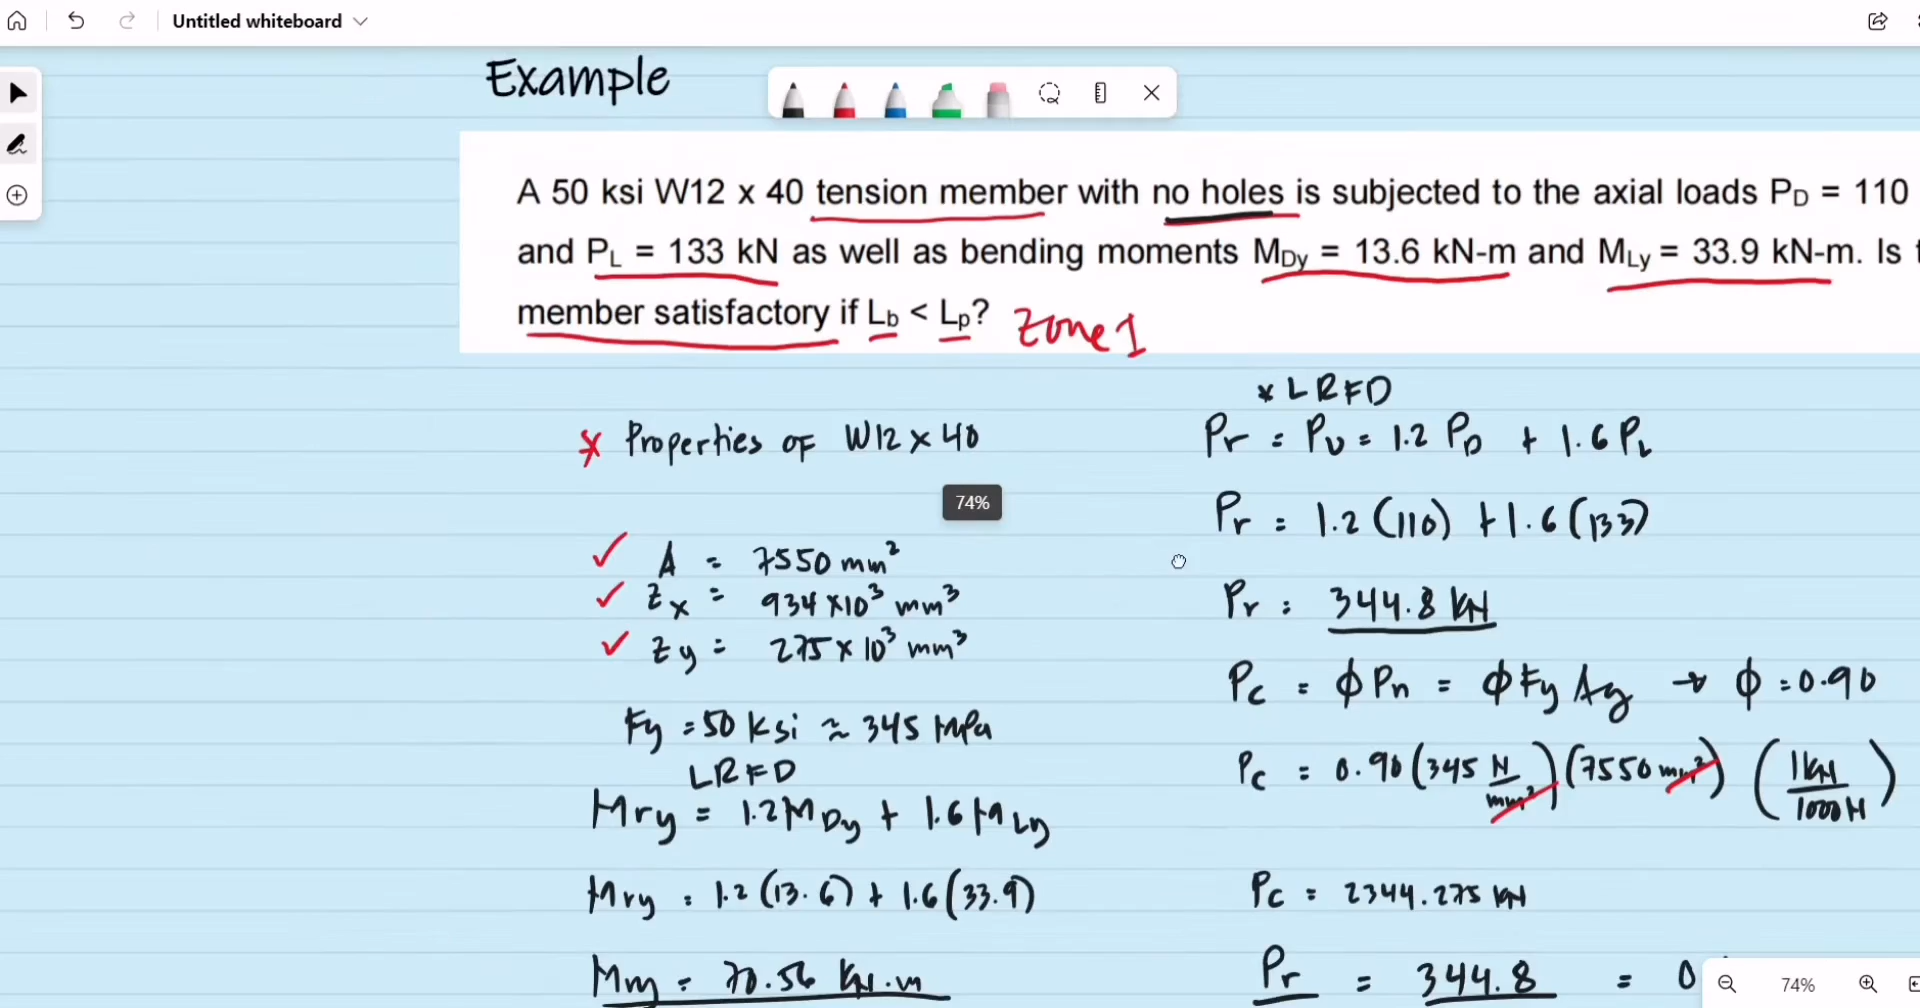 Untitled whiteboard
Example
A 50 ksi W12 x 40 tension member with no holes is subjected to the axial loads PD = 110
and PL = 133 kN as well as bending moments MDy = 13.6 kN-m and MLy = 33.9 kN-m. Is
member satisfactory if Lb < Lp? Zone 1
* Properties of W12 x 40
74%
✓ A = 7550 mm²
✓ Zx = 934 x10³ mm³
✓ Zy = 275 x 10³ mm³
Fy = 50 ksi ≈ 345 MPa
LRFD
Mry = 1.2 MDy + 1.6 MLy
Mry = 1.2 (13.6) + 1.6 (33.9)
Mry = 70.56 kN.m
* LRFD
Pr = PU = 1.2 PD + 1.6 PL
Pr = 1.2 (110) + 1.6 (133)
Pr = 344.8 kN
Pc = ϕ Pn = ϕ Fy Ag → ϕ = 0.90
Pc = 0.90 (345 N/mm²) (7550 mm²) (1 kN/1000 N)
Pc = 2344.275 kN
Pr = 344.8 = 0
74%